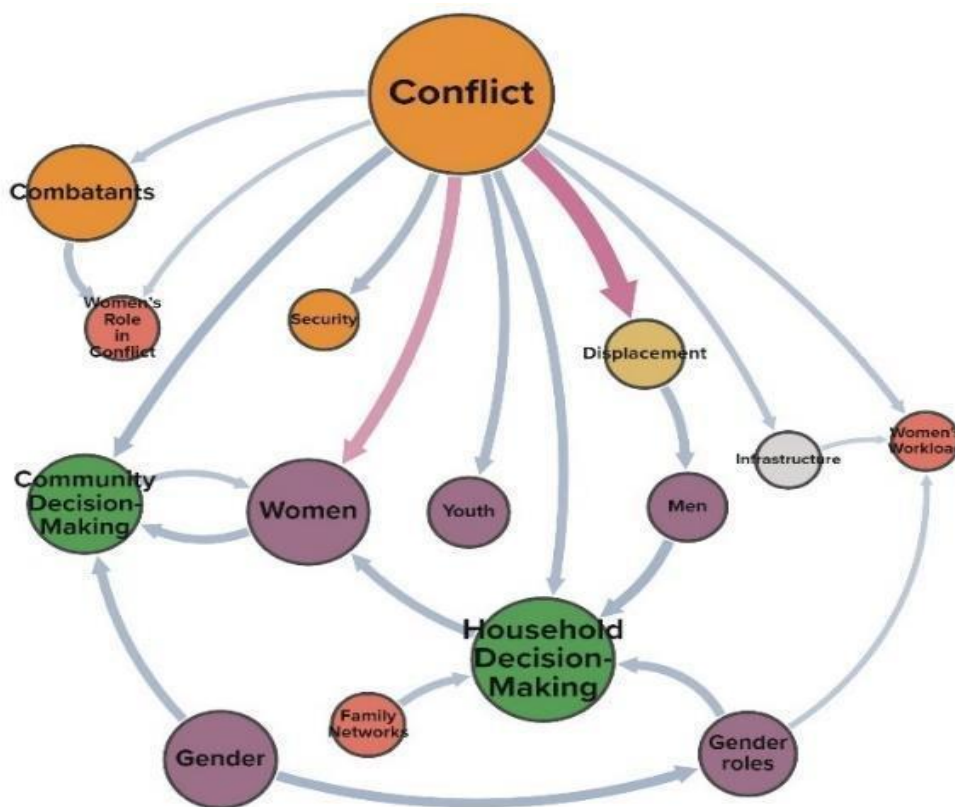 Conflict
Combatants
Women's
Role
in
Conflict
Security
Displacement
Women's
Workload
Infrastructure
Community
Decision-
Making
Women
Youth
Men
Household
Decision-
Making
Family
Networks
Gender
Gender
roles